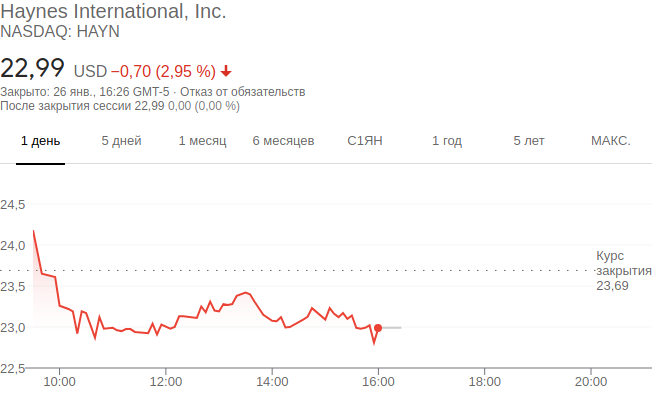 Haynes International, Inc.
NASDAQ: HAYN
22,99 USD −0,70 (2,95 %)
Закрыто: 26 янв., 16:26 GMT-5 · Отказ от обязательств
После закрытия сессии 22,99 0,00 (0,00 %)
1 день 5 дней 1 месяц 6 месяцев С1ЯН 1 год 5 лет МАКС.
24,5
24,0
Курс
закрытия
23,69
23,5
23,0
22,5
10:00 12:00 14:00 16:00 18:00 20:00